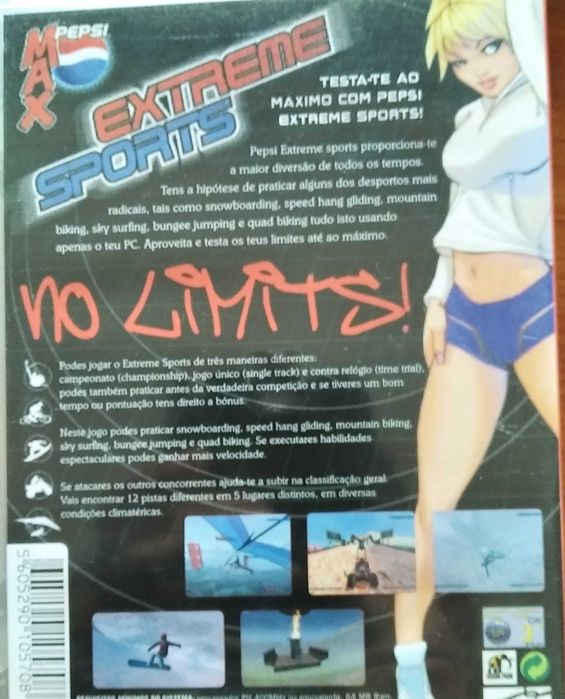 PEPSI
MAX
EXTREME
SPORTS
TESTA-TE AO
MAXIMO COM PEPSI
EXTREME SPORTS!
Pepsi Extreme sports proporciona-te
a maior diversão de todos os tempos.
Tens a hipótese de praticar alguns dos desportos mais
radicais, tais como snowboarding, speed hang gliding, mountain
biking, sky surfing, bungee jumping e quad biking tudo isto usando
apenas o teu PC. Aproveita e testa os teus limites até ao máximo.
NO LIMITS!
Podes jogar o Extreme Sports de três maneiras diferentes:
campeonato (championship), jogo único (single track) e contra relógio (time trial),
podes também praticar antes da verdadeira competição e se tiveres um bom
tempo ou pontuação tens direito a bónus.
Neste jogo podes praticar snowboarding, speed hang gliding, mountain biking,
sky surfing, bungee jumping e quad biking. Se executares habilidades
espectaculares podes ganhar mais velocidade.
Se atacares os outros concorrentes ajuda-te a subir na classificação geral.
Vais encontrar 12 pistas diferentes em 5 lugares distintos, em diversas
condições climatéricas.
5605290105708